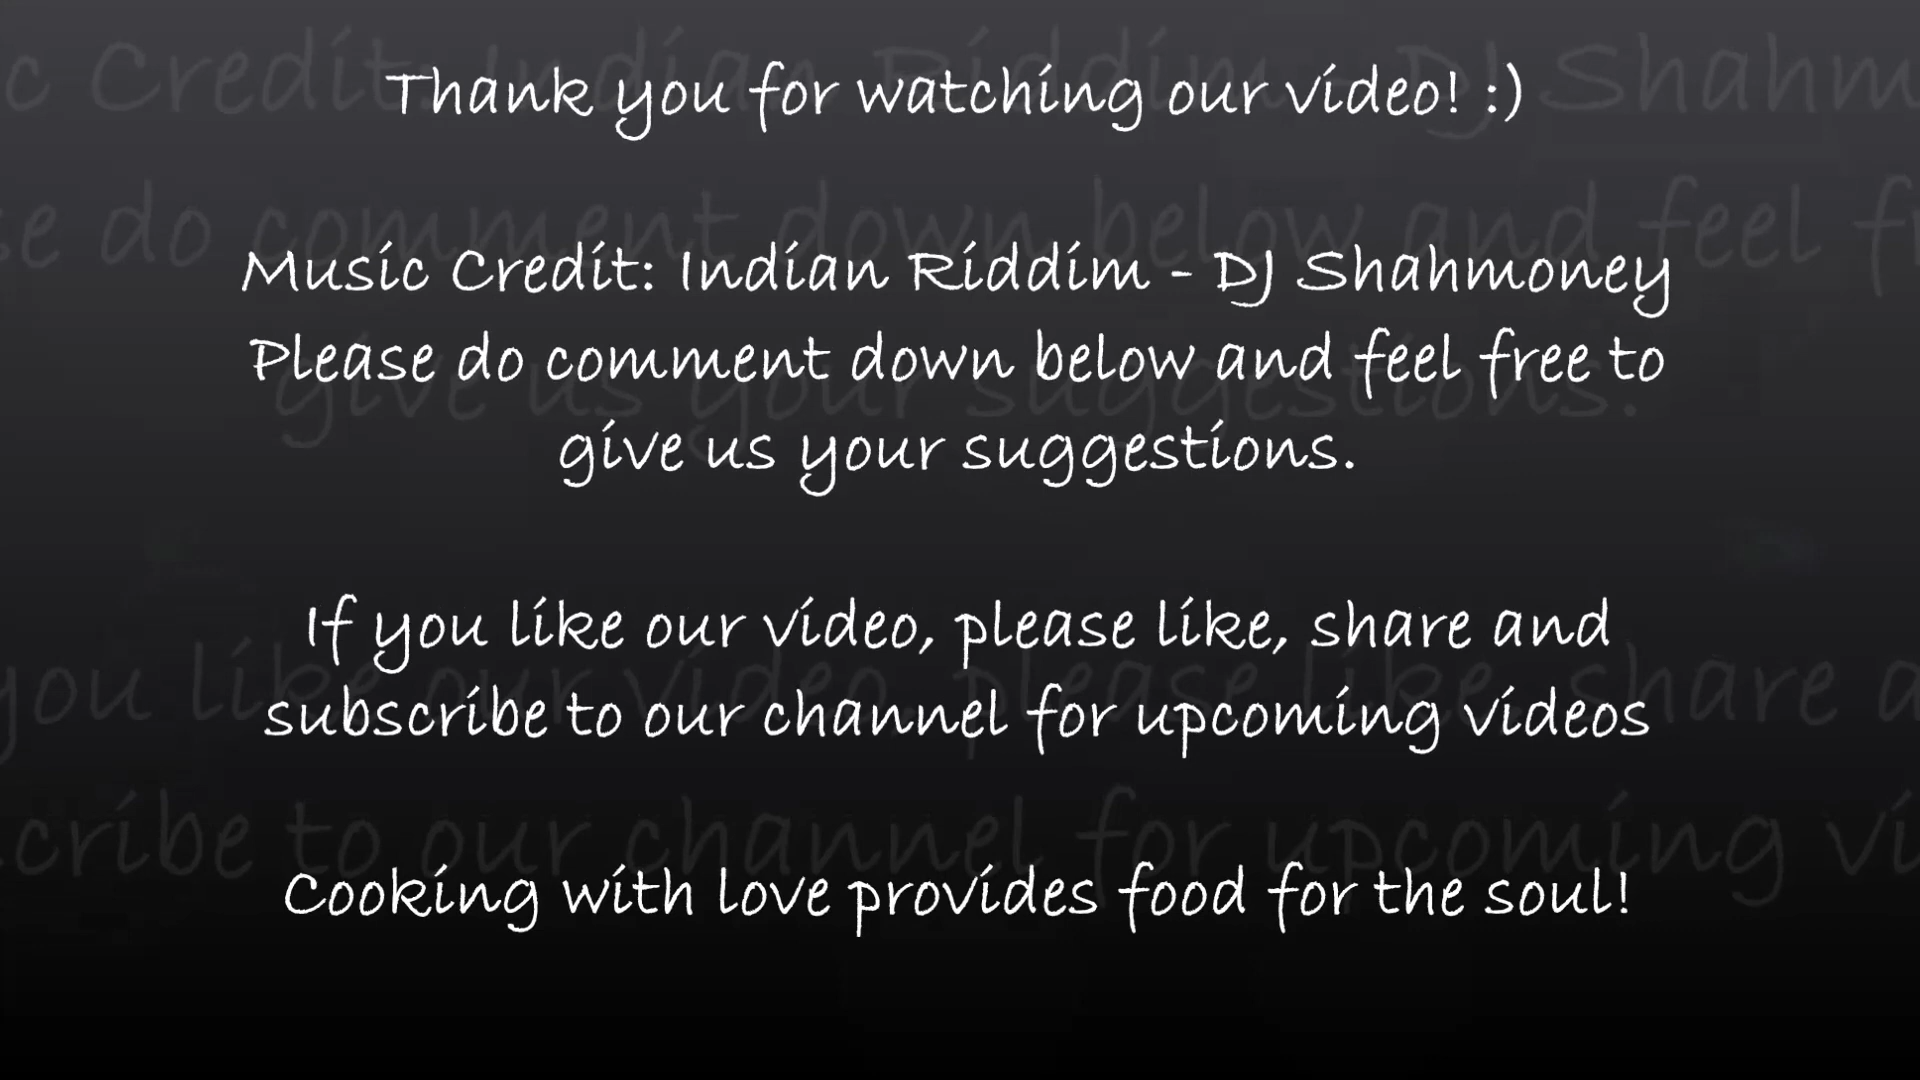 Thank you for watching our video! :)
Music Credit: Indian Riddim - DJ Shahmoney
Please do comment down below and feel free to
give us your suggestions.
If you like our video, please like, share and
subscribe to our channel for upcoming videos
Cooking with love provides food for the soul!